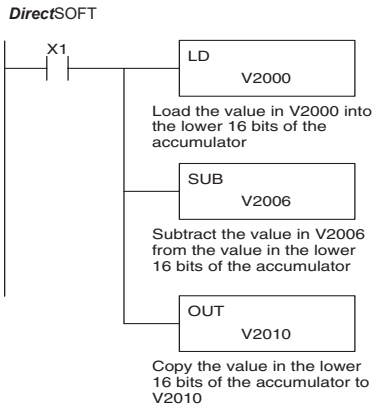 DirectSOFT
X1
LD
V2000
Load the value in V2000 into
the lower 16 bits of the
accumulator
SUB
V2006
Subtract the value in V2006
from the value in the lower
16 bits of the accumulator
OUT
V2010
Copy the value in the lower
16 bits of the accumulator to
V2010